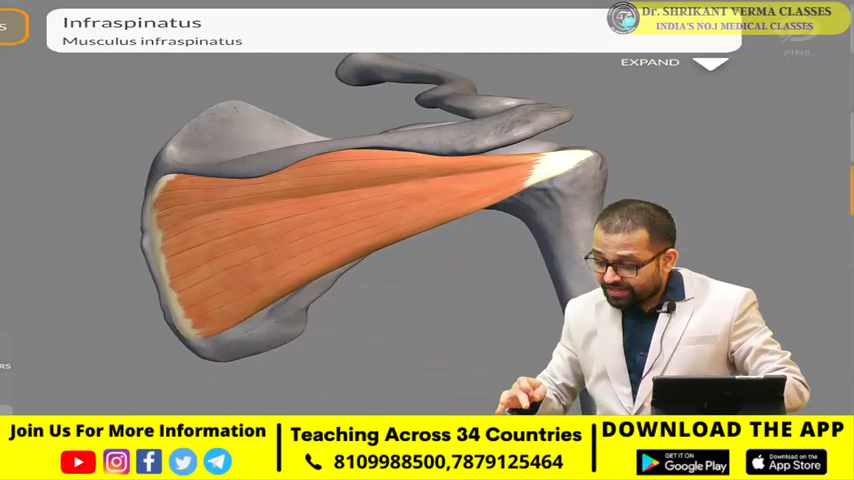 S
Infraspinatus
Musculus infraspinatus
Dr. SHRIKANT VERMA CLASSES
INDIA'S NO.1 MEDICAL CLASSES
PINS
EXPAND
RS
Join Us For More Information
Teaching Across 34 Countries
8109988500,7879125464
DOWNLOAD THE APP
GET IT ON
Google Play
Download on the
App Store